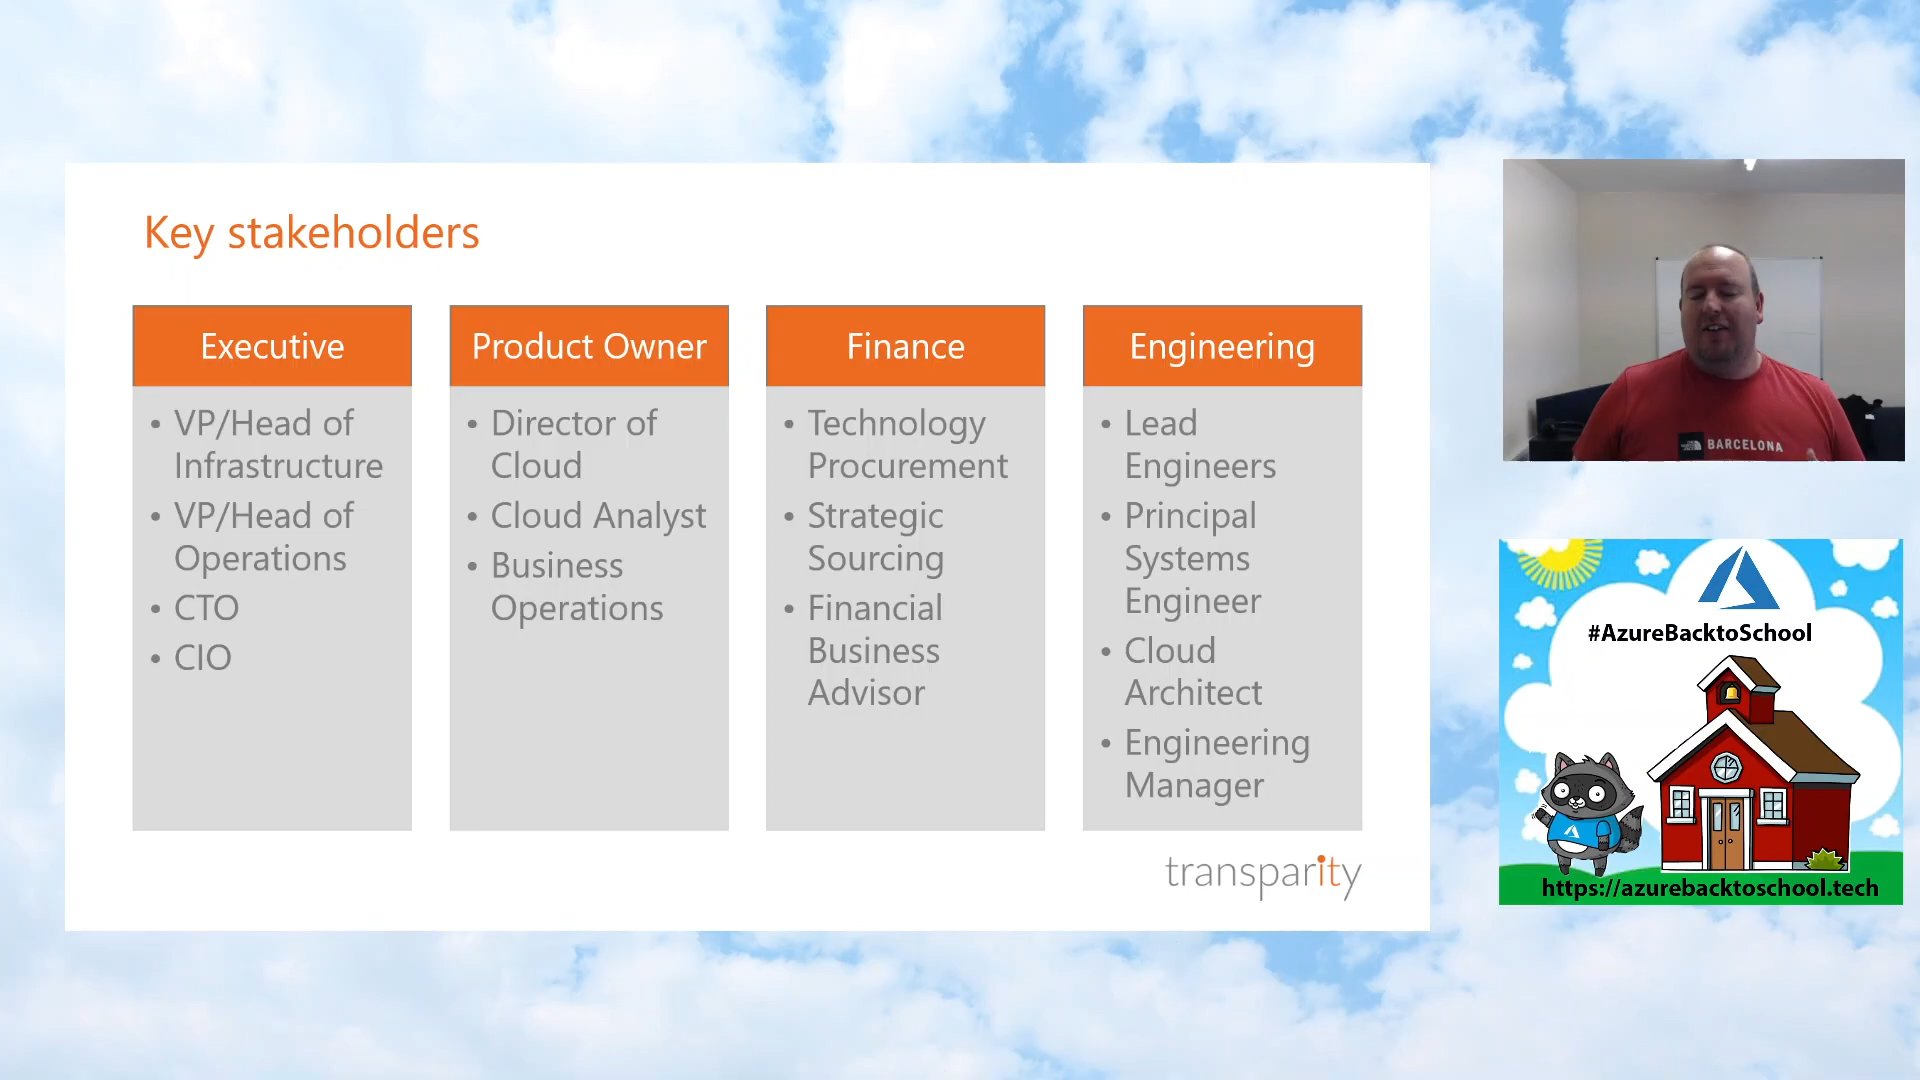 Key stakeholders
Executive
• VP/Head of
Infrastructure
• VP/Head of
Operations
• CTO
• CIO
Product Owner
• Director of
Cloud
• Cloud Analyst
• Business
Operations
Finance
• Technology
Procurement
• Strategic
Sourcing
• Financial
Business
Advisor
Engineering
• Lead
Engineers
• Principal
Systems
Engineer
• Cloud
Architect
• Engineering
Manager
transparity
BARCELONA
#AzureBacktoSchool
https://azurebacktoschool.tech